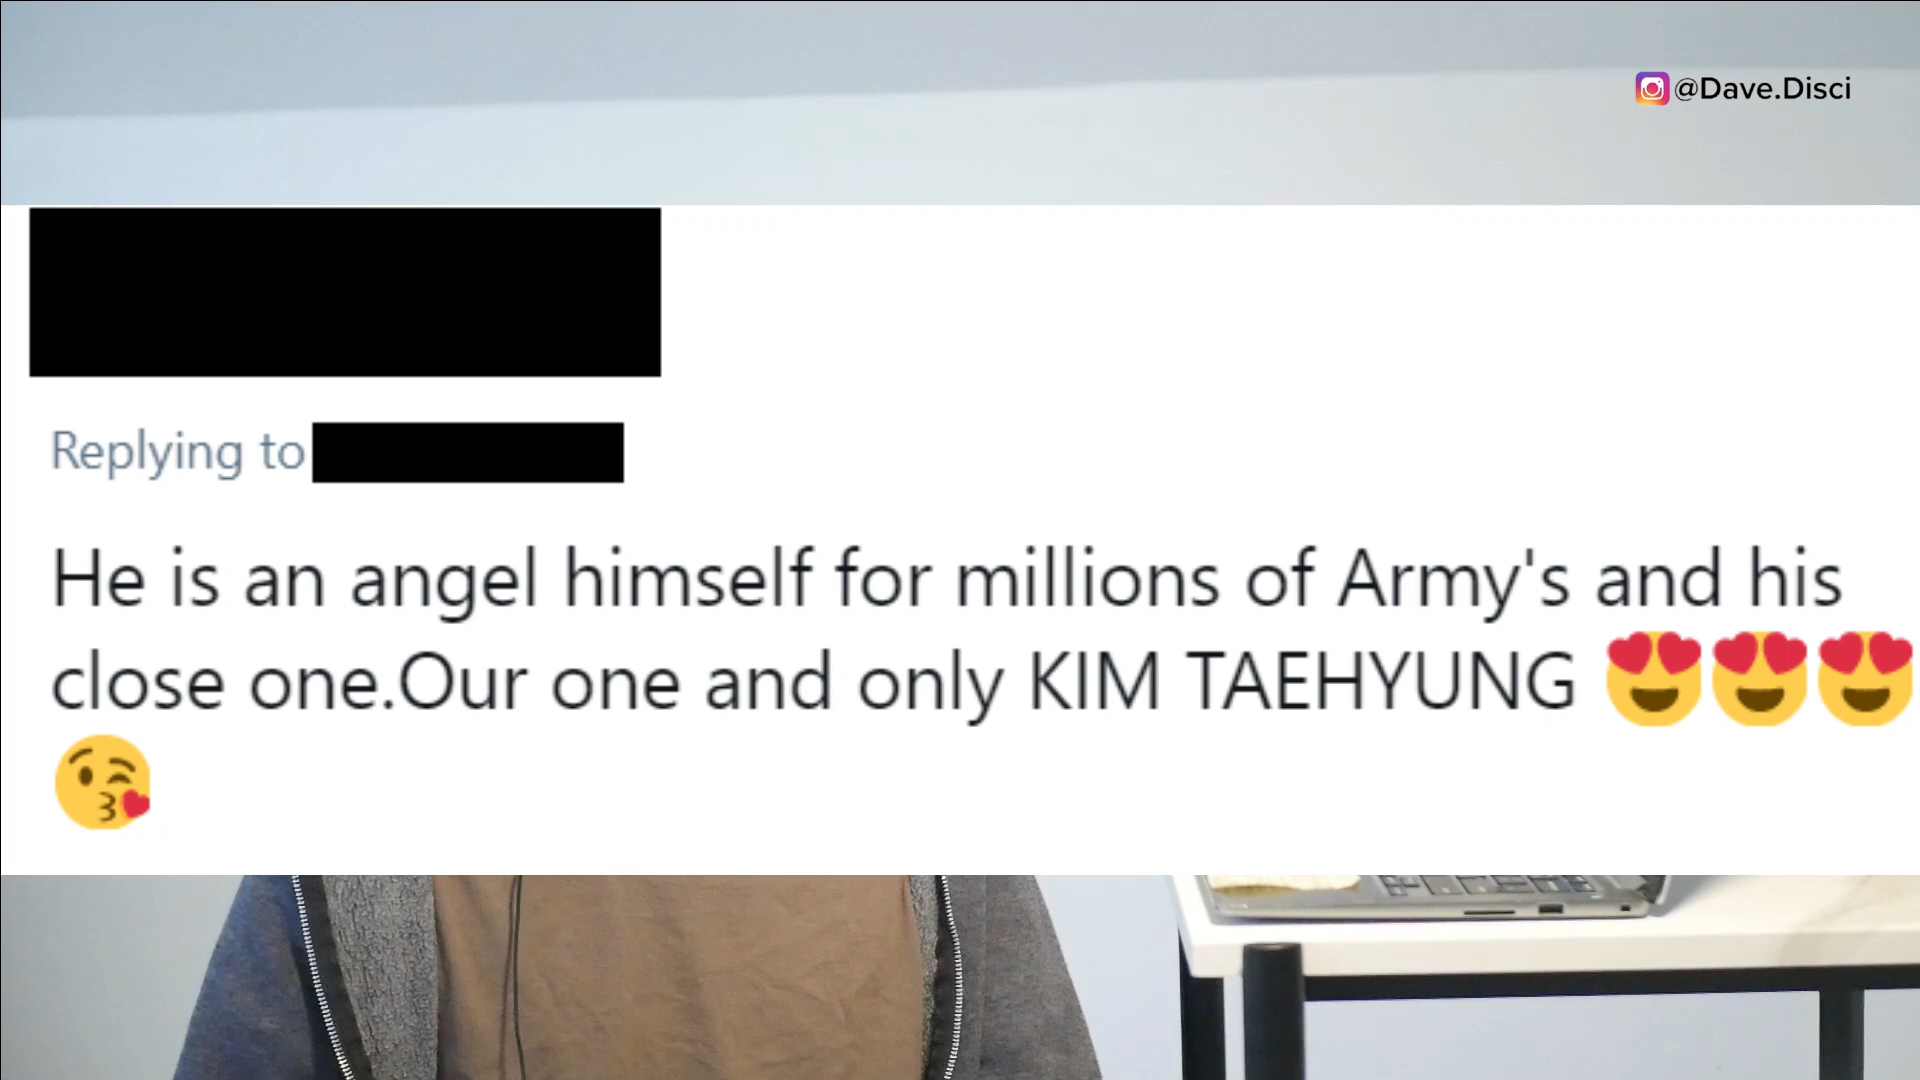 @Dave.Disci
Replying to
He is an angel himself for millions of Army's and his
close one.Our one and only KIM TAEHYUNG 😍😍😍
😘